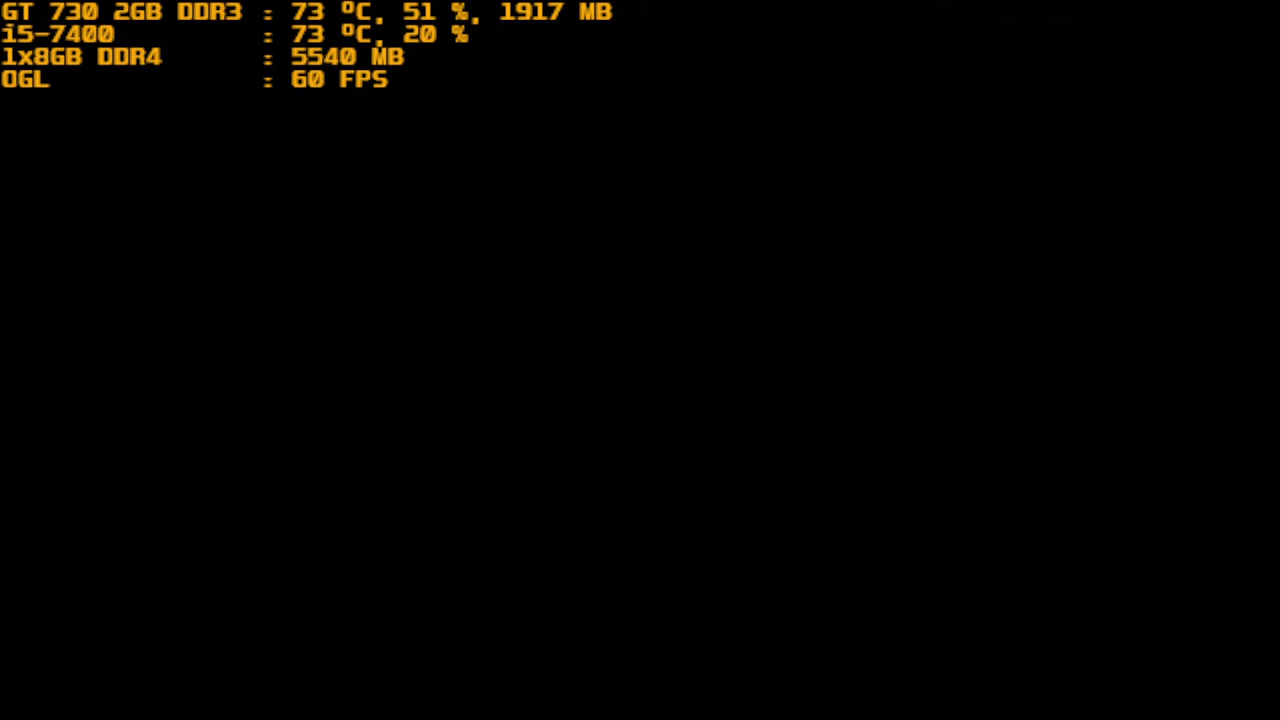 GT 730 2GB DDR3 : 73 ºC, 51 %, 1917 MB
i5-7400 : 73 ºC, 20 %
1x8GB DDR4 : 5540 MB
OGL : 60 FPS